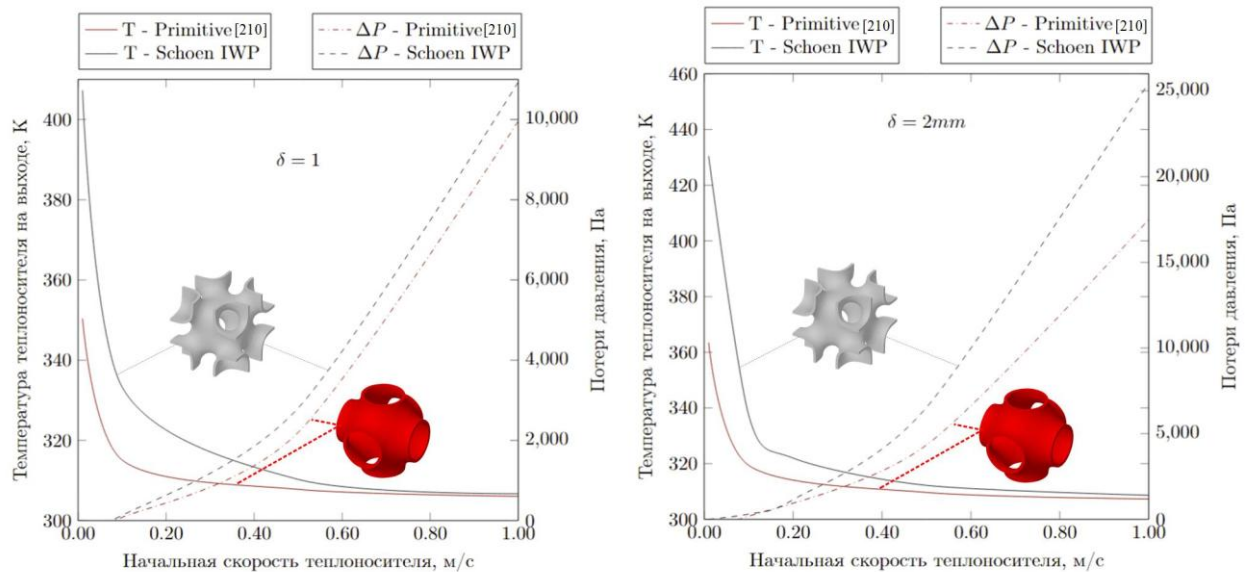 T - Primitive[210]
T - Schoen IWP
ΔP - Primitive[210]
ΔP - Schoen IWP
Температура теплоносителя на выходе, К
400
380
360
340
320
300
δ = 1
10,000
8,000
6,000
4,000
2,000
0
Потери давления, Па
0.00 0.20 0.40 0.60 0.80 1.00
Начальная скорость теплоносителя, м/с
T - Primitive[210]
T - Schoen IWP
ΔP - Primitive[210]
ΔP - Schoen IWP
Температура теплоносителя на выходе, К
460
440
420
400
380
360
340
320
300
δ = 2mm
25,000
20,000
15,000
10,000
5,000
0
Потери давления, Па
0.00 0.20 0.40 0.60 0.80 1.00
Начальная скорость теплоносителя, м/с